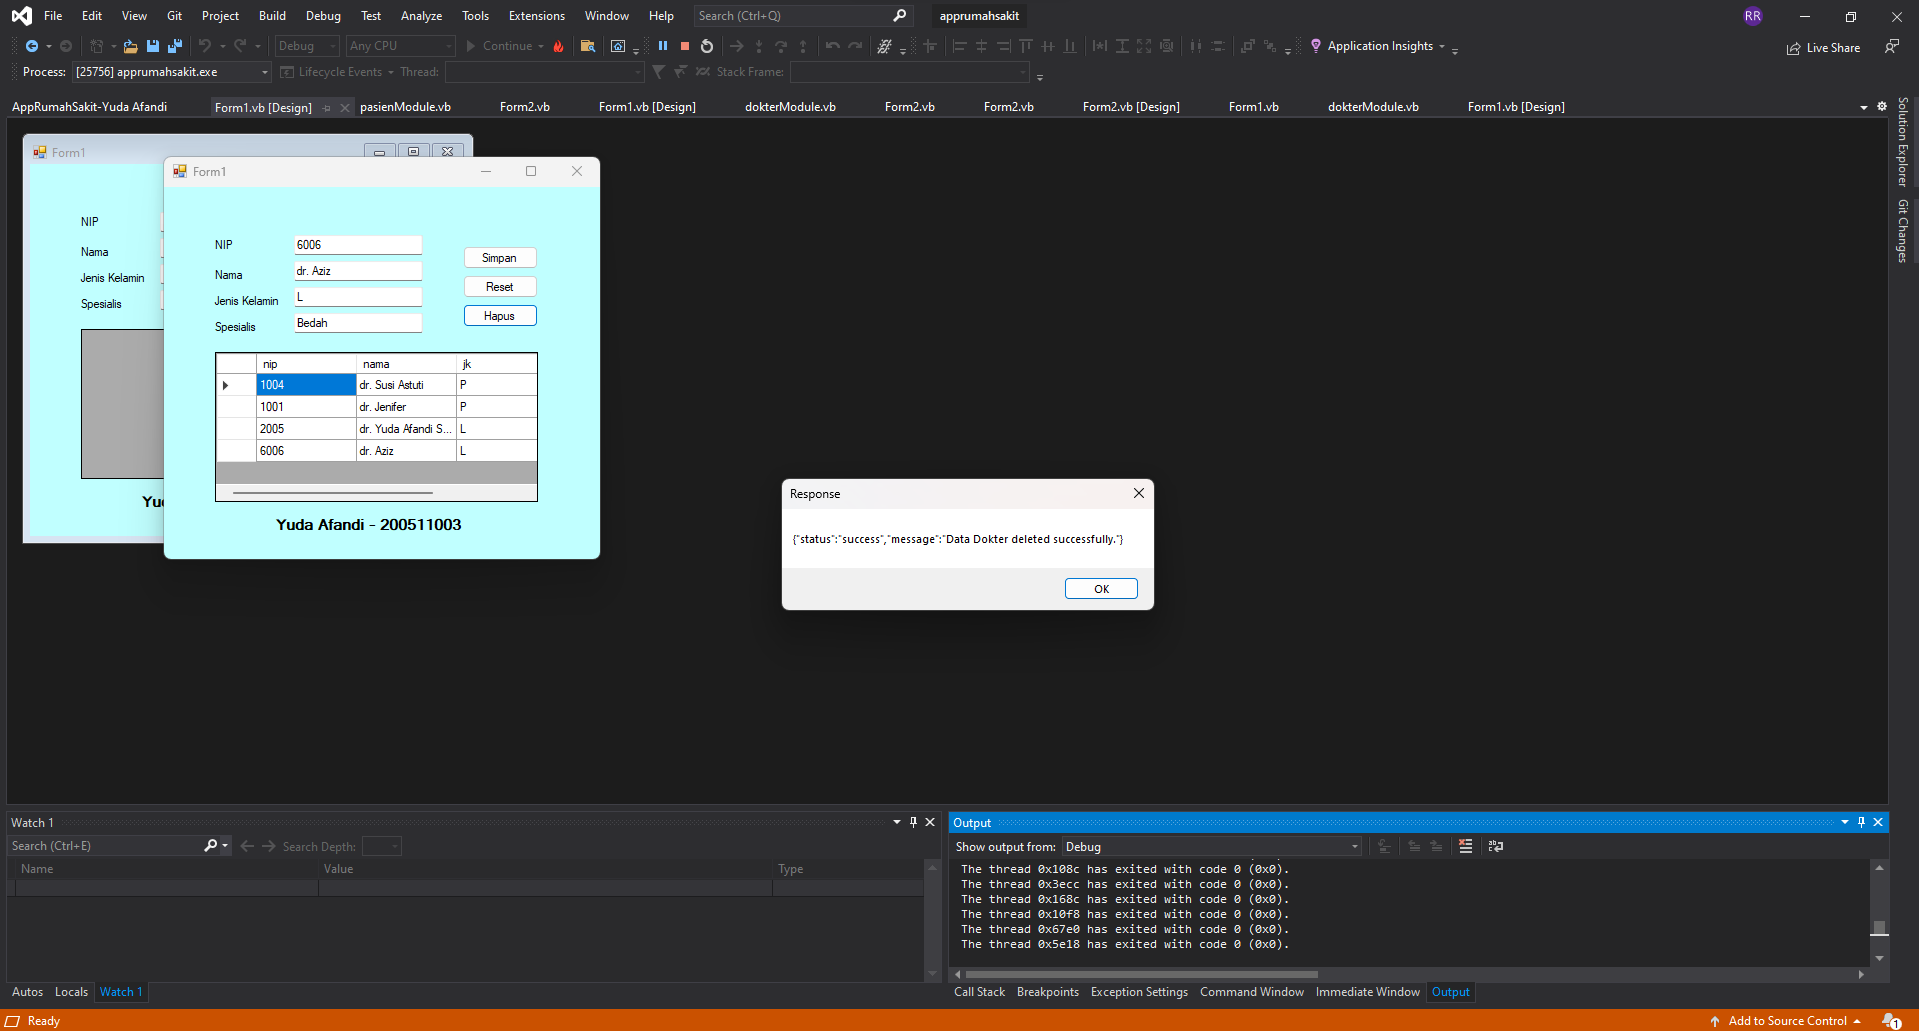 File Edit View Git Project Build Debug Test Analyze Tools Extensions Window Help Search (Ctrl+Q) apprumahsakit RR
Debug Any CPU Continue Application Insights Live Share
Process: [25756] apprumahsakit.exe Lifecycle Events Thread: Stack Frame:
AppRumahSakit-Yuda Afandi Form1.vb [Design] pasienModule.vb Form2.vb Form1.vb [Design] dokterModule.vb Form2.vb Form2.vb Form2.vb [Design] Form1.vb dokterModule.vb Form1.vb [Design]
Solution Explorer
Git Changes
Form1
NIP
Nama
Jenis Kelamin
Spesialis
Yu
Form1
NIP 6006
Nama dr. Aziz
Jenis Kelamin L
Spesialis Bedah
Simpan
Reset
Hapus
nip nama jk
1004 dr. Susi Astuti P
1001 dr. Jenifer P
2005 dr. Yuda Afandi S... L
6006 dr. Aziz L
Yuda Afandi - 200511003
Response
{"status":"success","message":"Data Dokter deleted successfully."}
OK
Watch 1
Search (Ctrl+E) Search Depth:
Name Value Type
Autos Locals Watch 1
Output
Show output from: Debug
The thread 0x108c has exited with code 0 (0x0).
The thread 0x3ecc has exited with code 0 (0x0).
The thread 0x168c has exited with code 0 (0x0).
The thread 0x10f8 has exited with code 0 (0x0).
The thread 0x67e0 has exited with code 0 (0x0).
The thread 0x5e18 has exited with code 0 (0x0).
Call Stack Breakpoints Exception Settings Command Window Immediate Window Output
Ready Add to Source Control 1